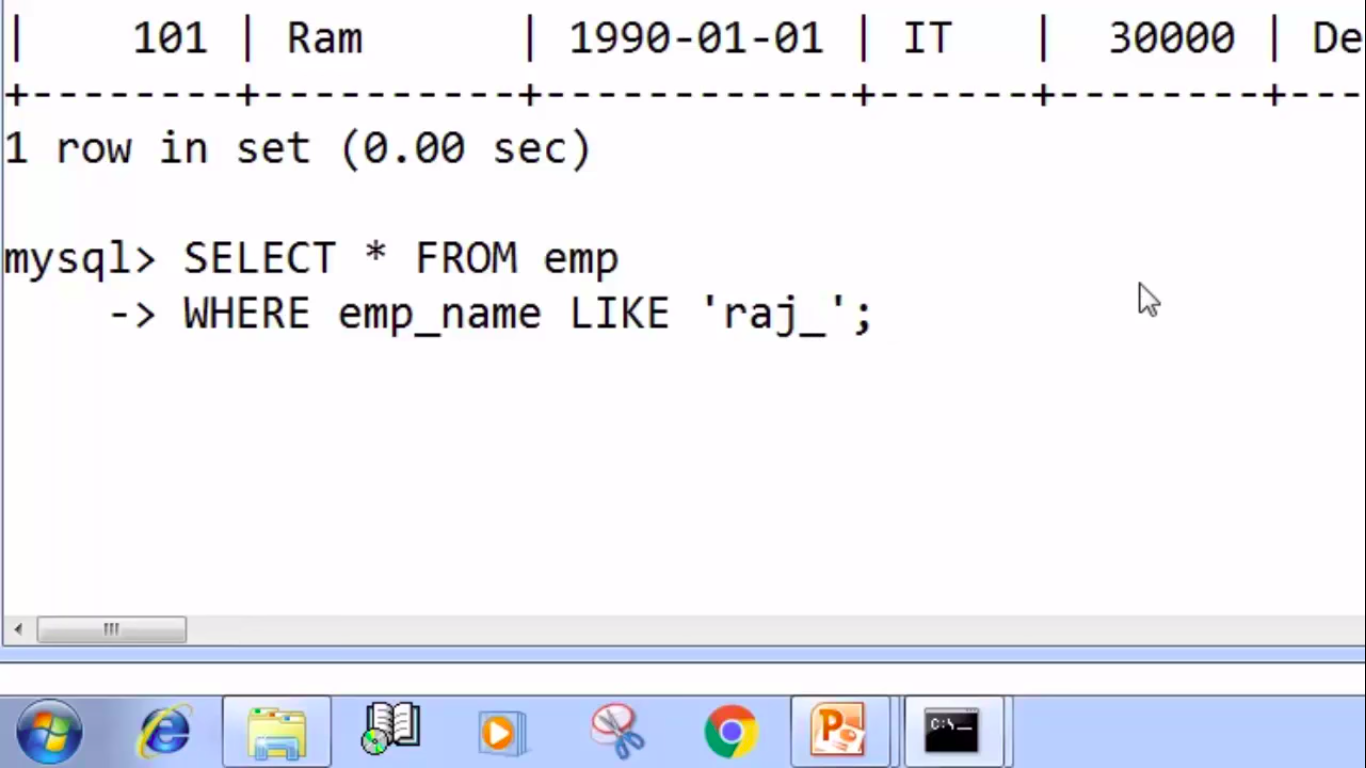 |    101 | Ram      | 1990-01-01 | IT   |  30000 | De
+--------+----------+------------+------+--------+---
1 row in set (0.00 sec)
mysql> SELECT * FROM emp
    -> WHERE emp_name LIKE 'raj_';
C:\_